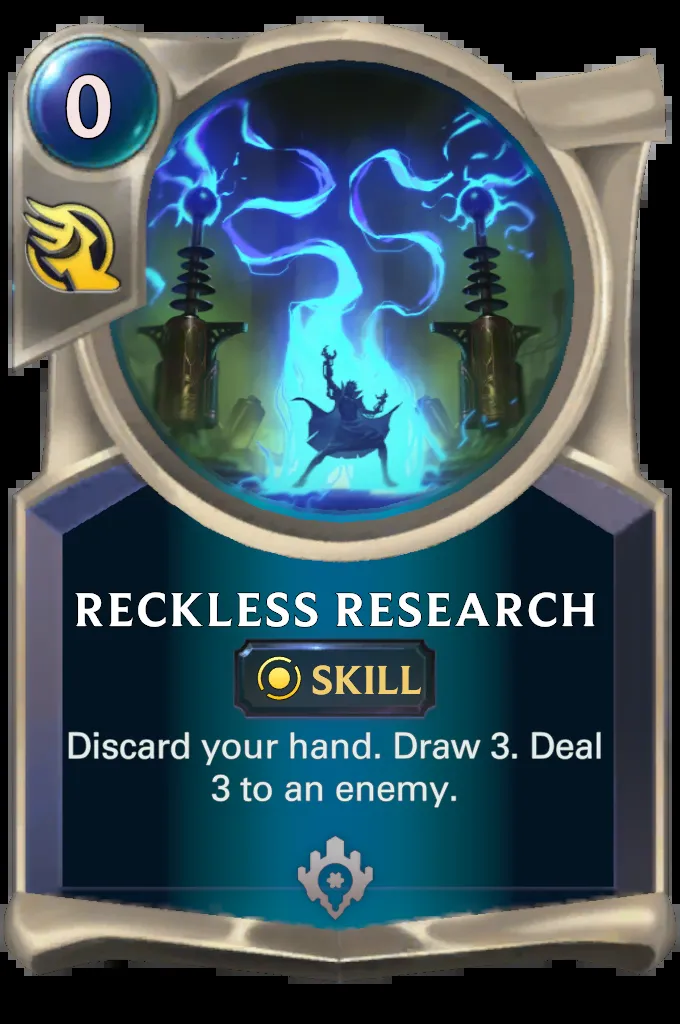 0
RECKLESS RESEARCH
SKILL
Discard your hand. Draw 3. Deal
3 to an enemy.